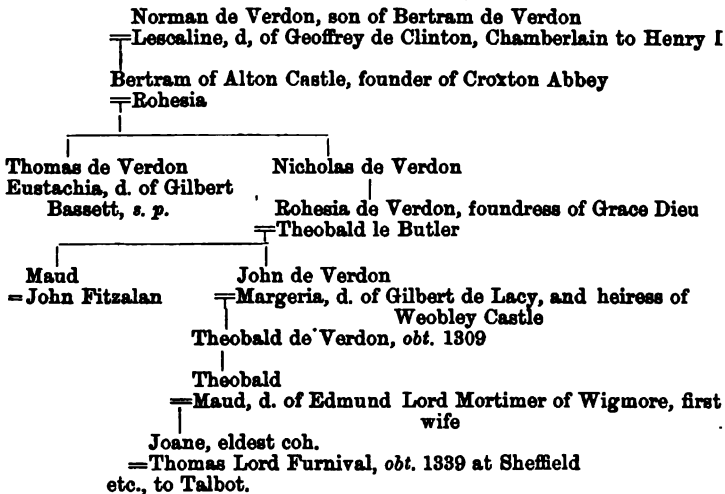 Norman de Verdon, son of Bertram de Verdon
=Lescaline, d, of Geoffrey de Clinton, Chamberlain to Henry I
Bertram of Alton Castle, founder of Croxton Abbey
=Rohesia
Thomas de Verdon
Eustachia, d. of Gilbert
Bassett, s. p.
Nicholas de Verdon
Rohesia de Verdon, foundress of Grace Dieu
=Theobald le Butler
Maud
=John Fitzalan
John de Verdon
=Margeria, d. of Gilbert de Lacy, and heiress of
Weobley Castle
Theobald de Verdon, obt. 1309
Theobald
=Maud, d. of Edmund Lord Mortimer of Wigmore, first
wife
Joane, eldest coh.
=Thomas Lord Furnival, obt. 1339 at Sheffield
etc., to Talbot.